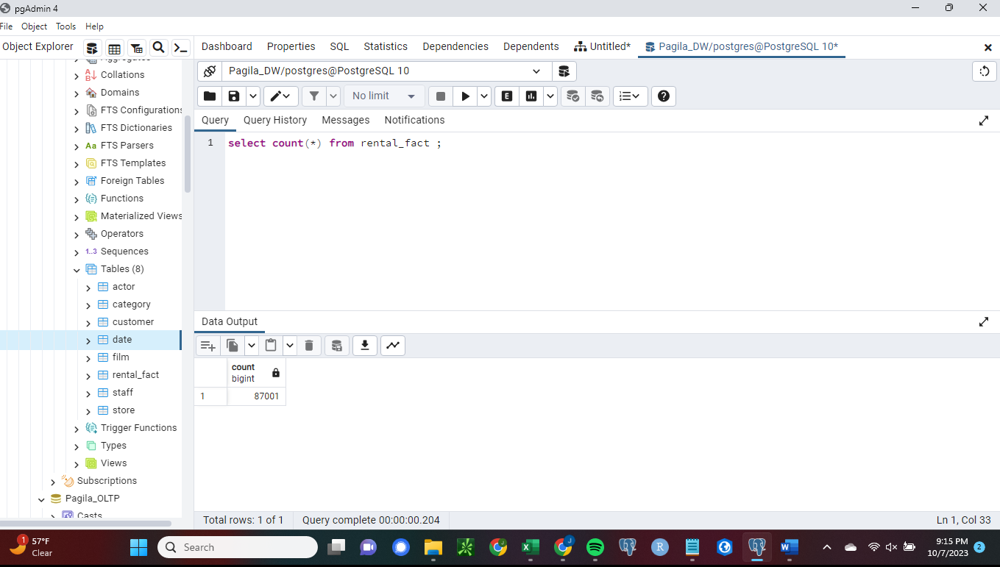 pgAdmin 4
File Object Tools Help
Object Explorer
Dashboard Properties SQL Statistics Dependencies Dependents Untitled* Pagila_DW/postgres@PostgreSQL 10*
Aggregates
Collations
Domains
FTS Configurations
FTS Dictionaries
Aa FTS Parsers
FTS Templates
Foreign Tables
Functions
Materialized Views
Operators
1..3 Sequences
Tables (8)
actor
category
customer
date
film
rental_fact
staff
store
Trigger Functions
Types
Views
Subscriptions
Pagila_OLTP
Casts
Pagila_DW/postgres@PostgreSQL 10
No limit
E
Query Query History Messages Notifications
1 select count(*) from rental_fact ;
Data Output
count
bigint
1 87001
Total rows: 1 of 1 Query complete 00:00:00.204 Ln 1, Col 33
1 57°F
Clear
Search
9:15 PM
10/7/2023
2